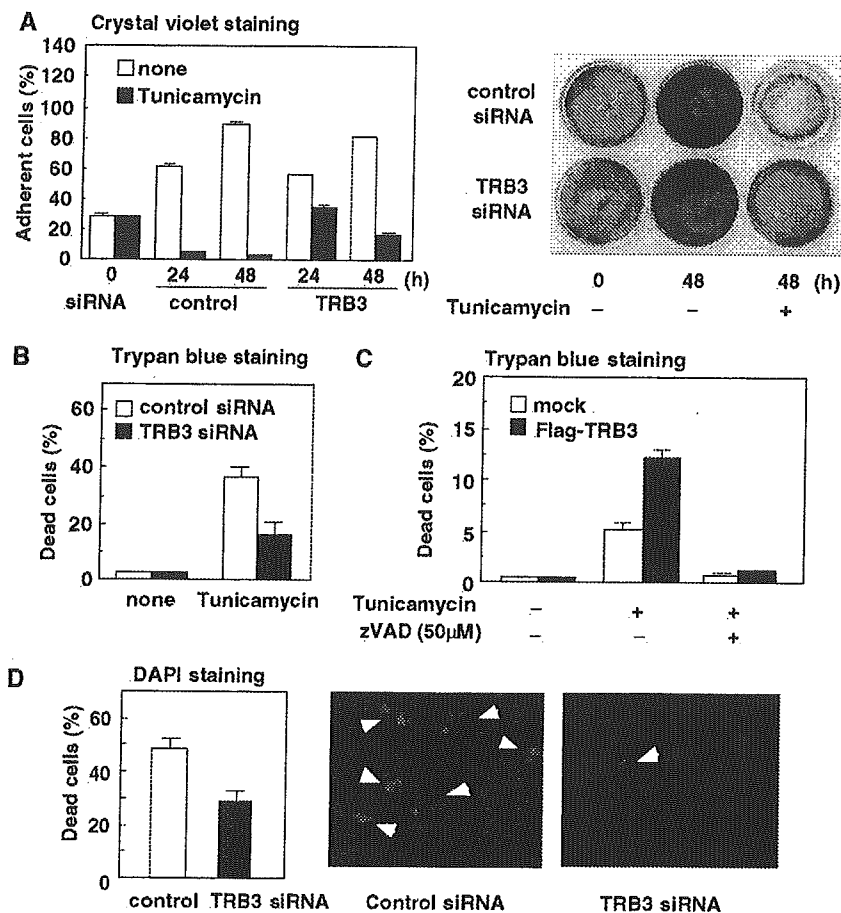 A Crystal violet staining
140
120
100
80
60
40
20
0
Adherent cells (%)
none
Tunicamycin
0 24 48 24 48 (h)
siRNA control TRB3
control siRNA
TRB3 siRNA
0 48 48 (h)
Tunicamycin – – +
B Trypan blue staining
60
40
20
0
Dead cells (%)
control siRNA
TRB3 siRNA
none Tunicamycin
C Trypan blue staining
20
15
10
5
0
Dead cells (%)
mock
Flag-TRB3
Tunicamycin – + +
zVAD (50μM) – – +
D DAPI staining
60
40
20
0
Dead cells (%)
control TRB3 siRNA
Control siRNA
TRB3 siRNA